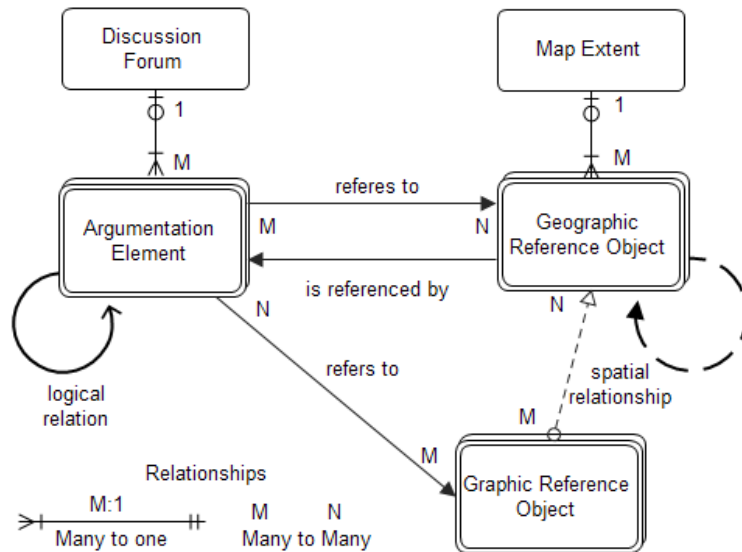 Discussion
Forum
Map Extent
1
1
M
M
Argumentation
Element
referes to
M
N
Geographic
Reference Object
is referenced by
N
N
logical
relation
refers to
spatial
relationship
M
M
Graphic Reference
Object
Relationships
M:1
Many to one
M N
Many to Many